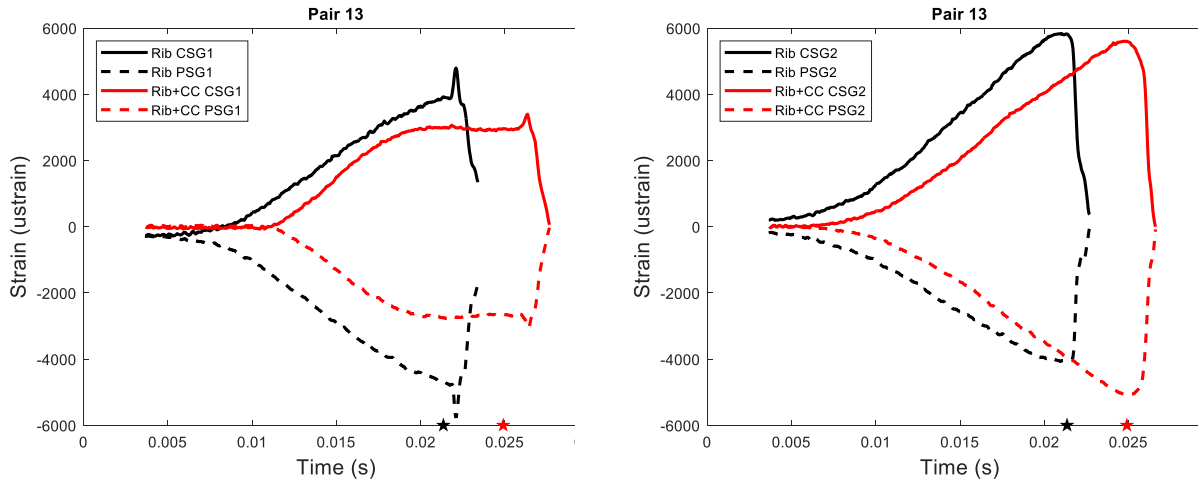 Pair 13
6000
4000
2000
0
-2000
-4000
-6000
Strain (ustrain)
Rib CSG1
Rib PSG1
Rib+CC CSG1
Rib+CC PSG1
0
0.005
0.01
0.015
0.02
0.025
Time (s)
Pair 13
6000
4000
2000
0
-2000
-4000
-6000
Strain (ustrain)
Rib CSG2
Rib PSG2
Rib+CC CSG2
Rib+CC PSG2
0
0.005
0.01
0.015
0.02
0.025
Time (s)